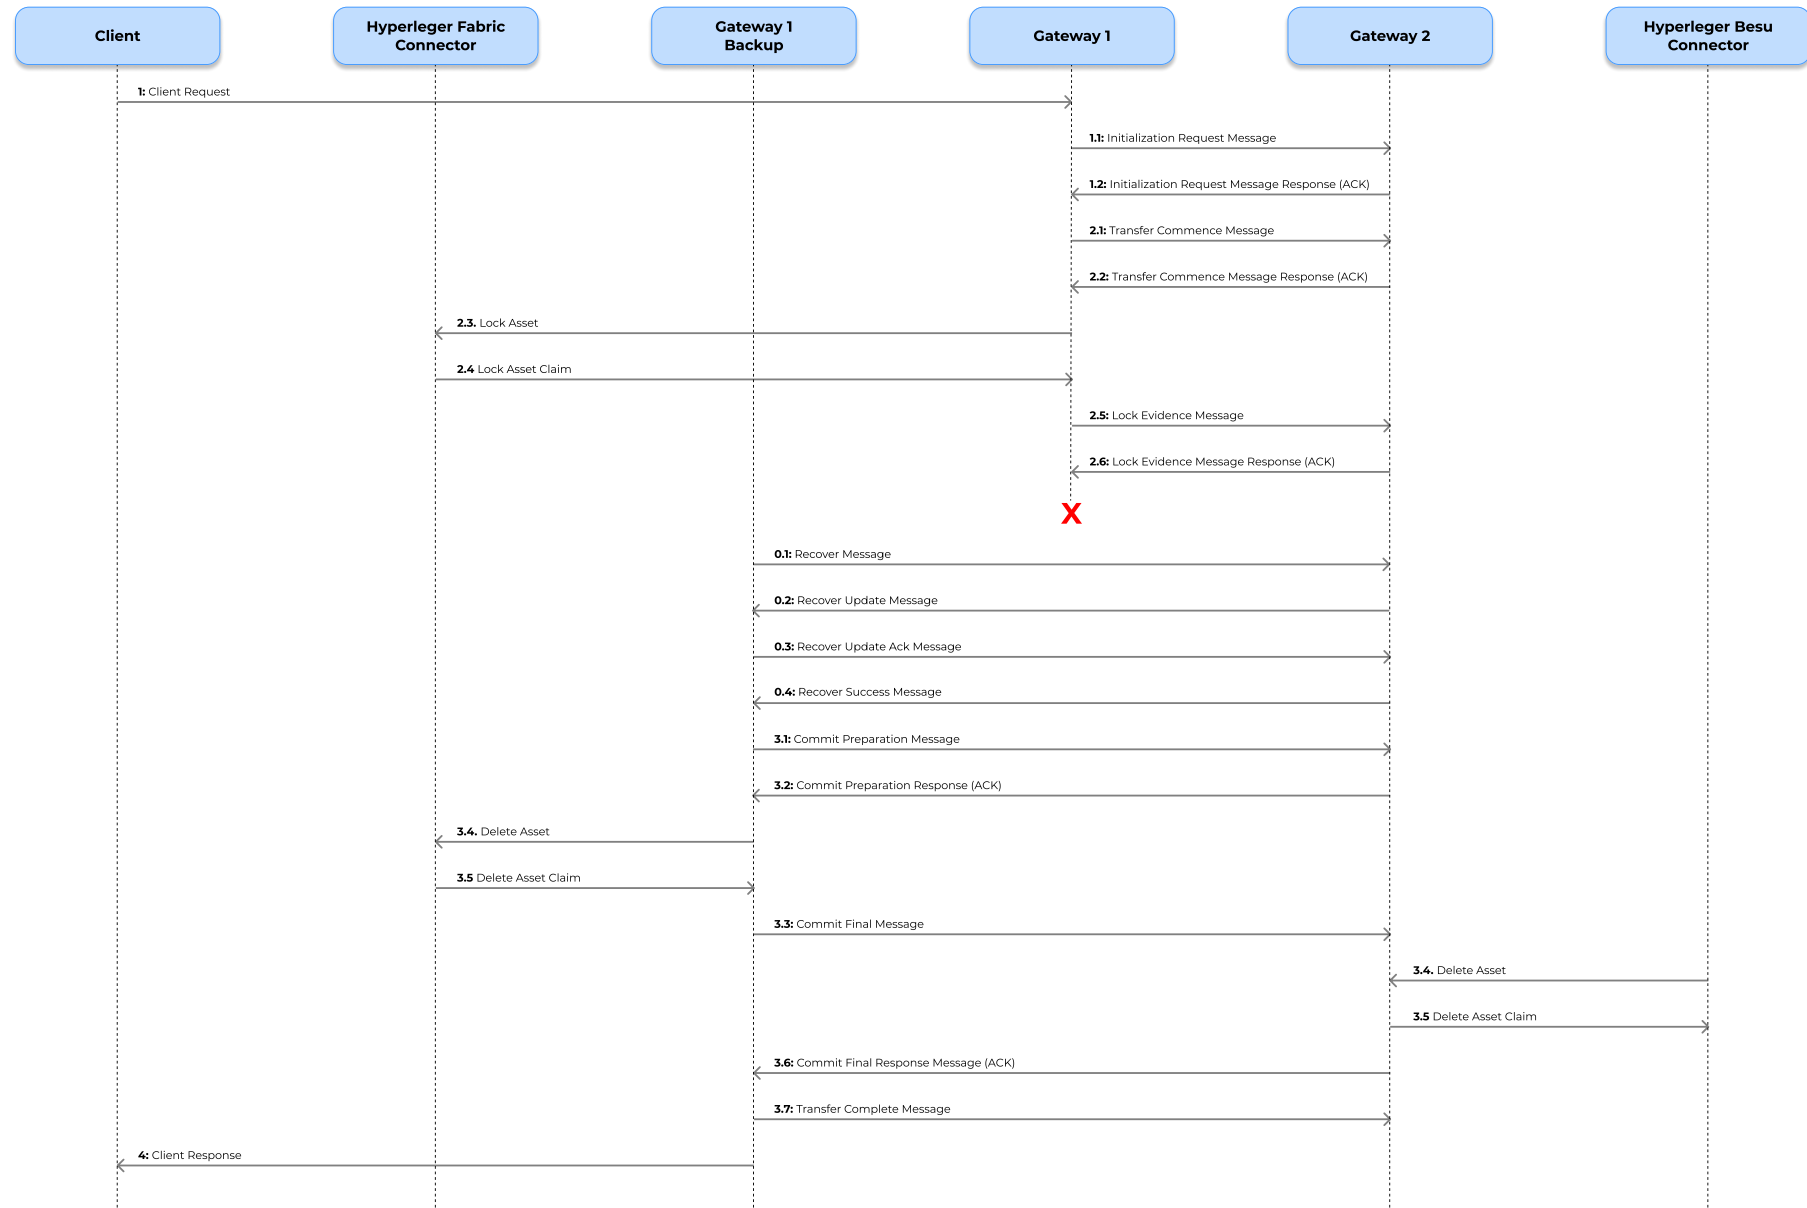 Client
Hyperleger Fabric
Connector
Gateway 1
Backup
Gateway 1
Gateway 2
Hyperleger Besu
Connector
1: Client Request
1.1: Initialization Request Message
1.2: Initialization Request Message Response (ACK)
2.1: Transfer Commence Message
2.2: Transfer Commence Message Response (ACK)
2.3. Lock Asset
2.4 Lock Asset Claim
2.5: Lock Evidence Message
2.6: Lock Evidence Message Response (ACK)
X
0.1: Recover Message
0.2: Recover Update Message
0.3: Recover Update Ack Message
0.4: Recover Success Message
3.1: Commit Preparation Message
3.2: Commit Preparation Response (ACK)
3.4. Delete Asset
3.5 Delete Asset Claim
3.3: Commit Final Message
3.4. Delete Asset
3.5 Delete Asset Claim
3.6: Commit Final Response Message (ACK)
3.7: Transfer Complete Message
4: Client Response